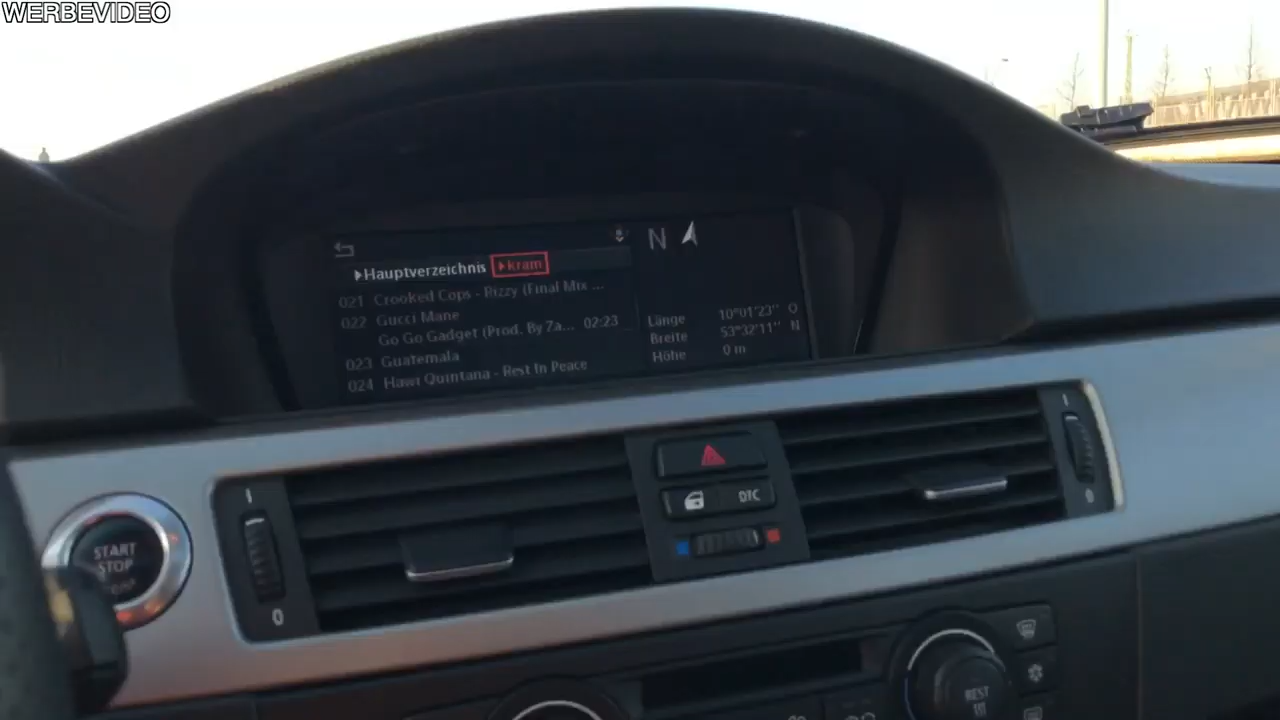 WERBEVIDEO
Hauptverzeichnis kram
021 Crooked Cops - Rizzy (Final Mix ...
022 Gucci Mane
Go Go Gadget (Prod. By Za... 02:23
023 Guatemala
024 Hawi Quintana - Rest In Peace
N
Länge 10°01'23'' O
Breite 53°32'11'' N
Höhe 0 m
I
0
DTC
I
0
START
STOP
REST